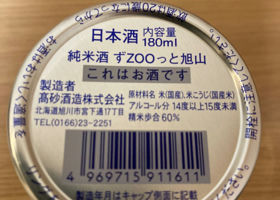 日本酒 内容量
180ml
純米酒 ずZOOっと旭山
これはお酒です
製造者
髙砂酒造株式会社
北海道旭川市宮下通17丁目
TEL(0166)23-2251
原材料名 米(国産)、米こうじ(国産米)
アルコール分 14度以上15度未満
精米歩合 60%
4 969715 911611
製造年月はキャップ側面に記載